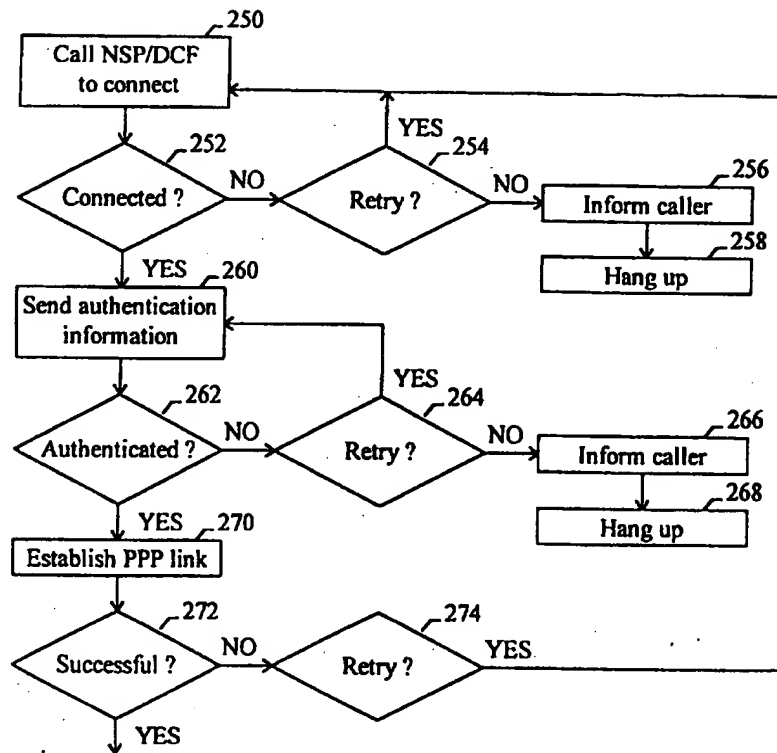 250
Call NSP/DCF
to connect
YES
252
254
Connected ?
NO
Retry ?
NO
256
Inform caller
258
Hang up
YES
260
Send authentication
information
YES
262
264
Authenticated ?
NO
Retry ?
NO
266
Inform caller
268
Hang up
YES
270
Establish PPP link
272
274
Successful ?
NO
Retry ?
YES
YES